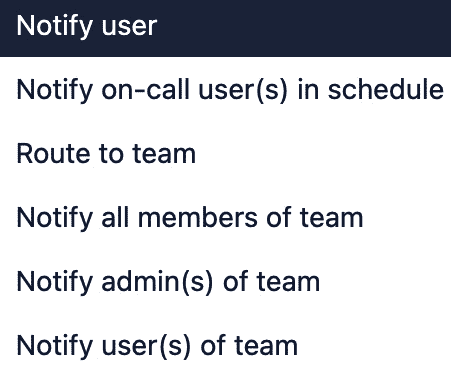 Notify user
Notify on-call user(s) in schedule
Route to team
Notify all members of team
Notify admin(s) of team
Notify user(s) of team